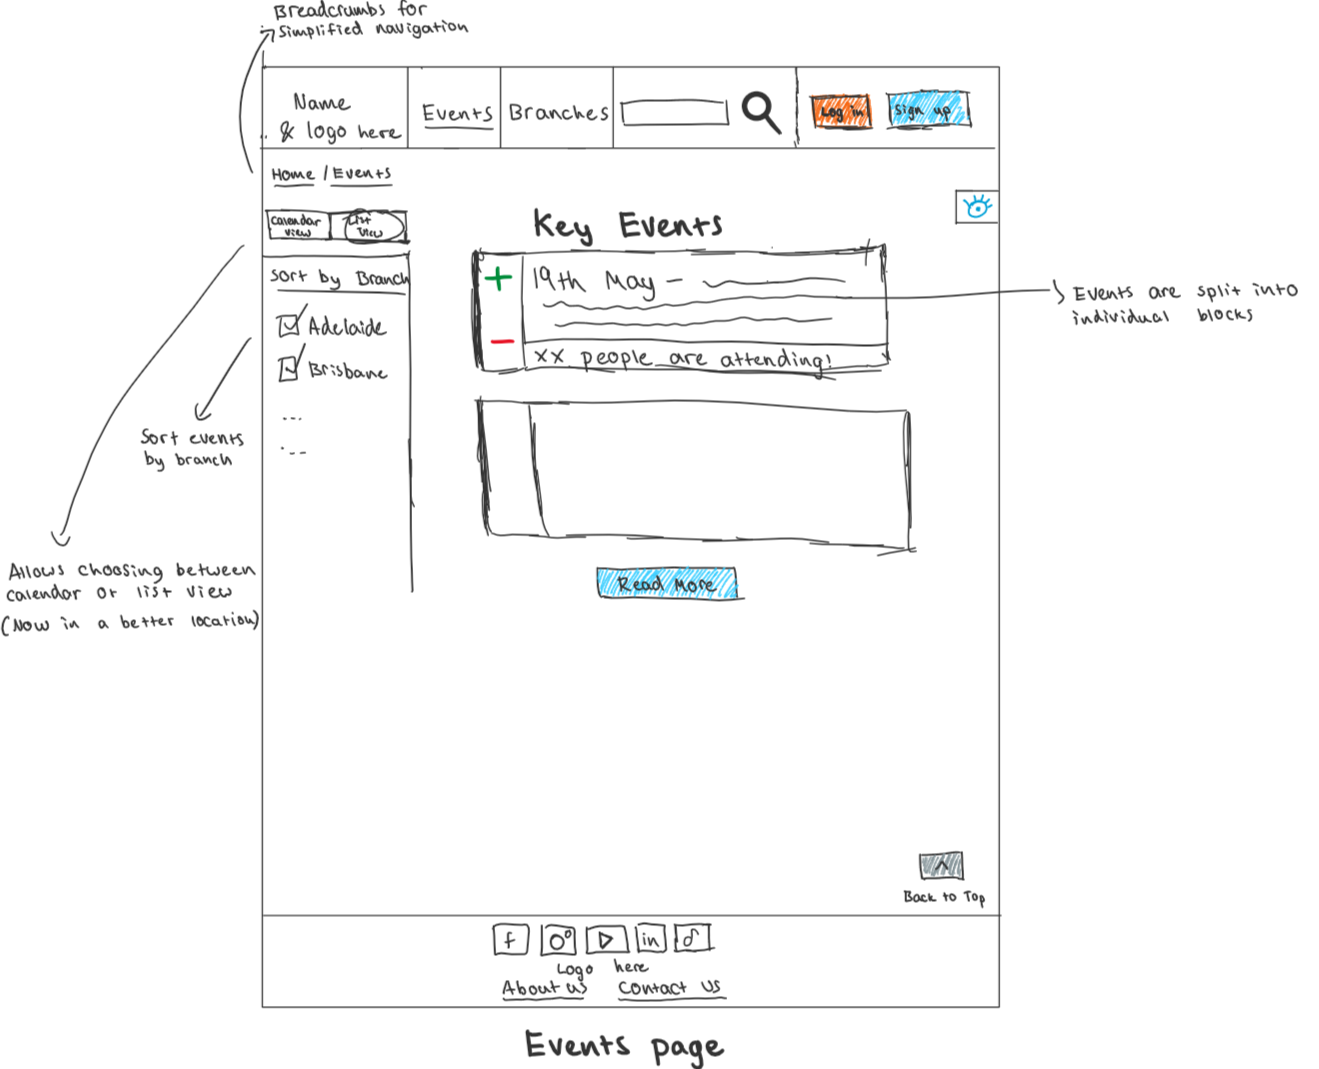 Breadcrumbs for
simplified navigation
Name
& logo here
Events
Branches
Log in
Sign up
Home / Events
Calendar
view
List
view
Key Events
Sort by Branch
19th May –
Adelaide
Brisbane
...
...
XX people are attending!
Events are split into
individual blocks
Sort events
by branch
Allows choosing between
calendar or list view
(Now in a better location)
Read More
Back to Top
f
in
Logo here
About us
Contact us
Events page